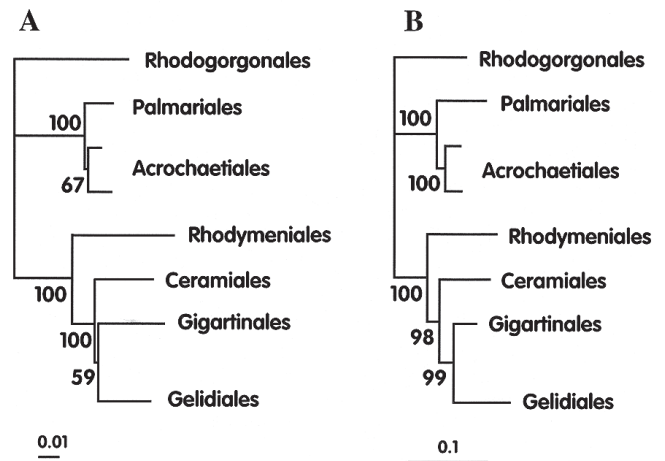 A
Rhodogorgonales
100
Palmariales
Acrochaetiales
67
Rhodymeniales
100
Ceramiales
Gigartinales
100
59
Gelidiales
0.01
B
Rhodogorgonales
100
Palmariales
Acrochaetiales
100
Rhodymeniales
100
Ceramiales
Gigartinales
98
99
Gelidiales
0.1